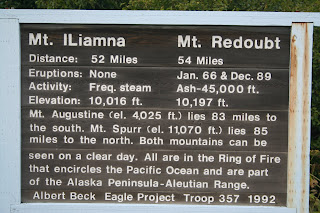 Mt. ILiamna Mt. Redoubt
Distance: 52 Miles 54 Miles
Eruptions: None Jan. 66 & Dec. 89
Activity: Freq. steam Ash-45,000 ft.
Elevation: 10,016 ft. 10,197 ft.
Mt. Augustine (el. 4,025 ft.) lies 83 miles to
the south. Mt. Spurr (el. 11,070 ft.) lies 85
miles to the north. Both mountains can be
seen on a clear day. All are in the Ring of Fire
that encircles the Pacific Ocean and are part
of the Alaska Peninsula-Aleutian Range.
Albert Beck Eagle Project Troop 357 1992